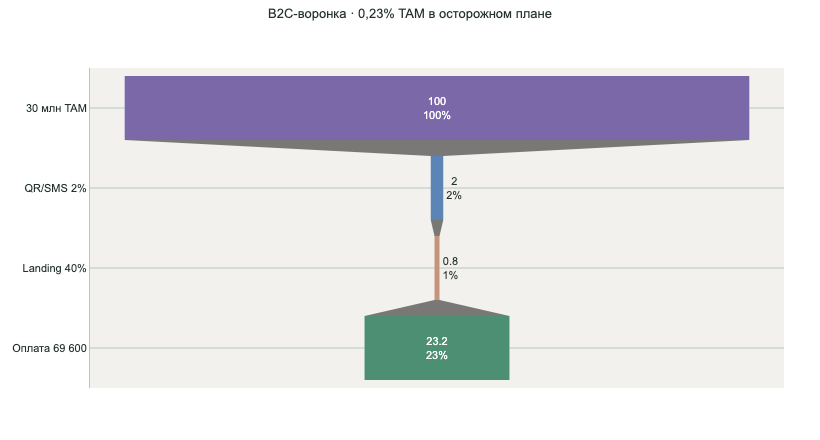 B2C-воронка · 0,23% TAM в осторожном плане
30 млн TAM
100
100%
QR/SMS 2%
2
2%
Landing 40%
0.8
1%
Оплата 69 600
23.2
23%